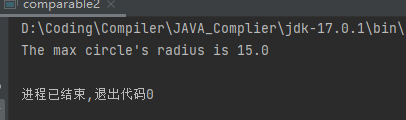 comparable2
D:\Coding\Compiler\JAVA_Complier\jdk-17.0.1\bin\
The max circle's radius is 15.0
进程已结束,退出代码0